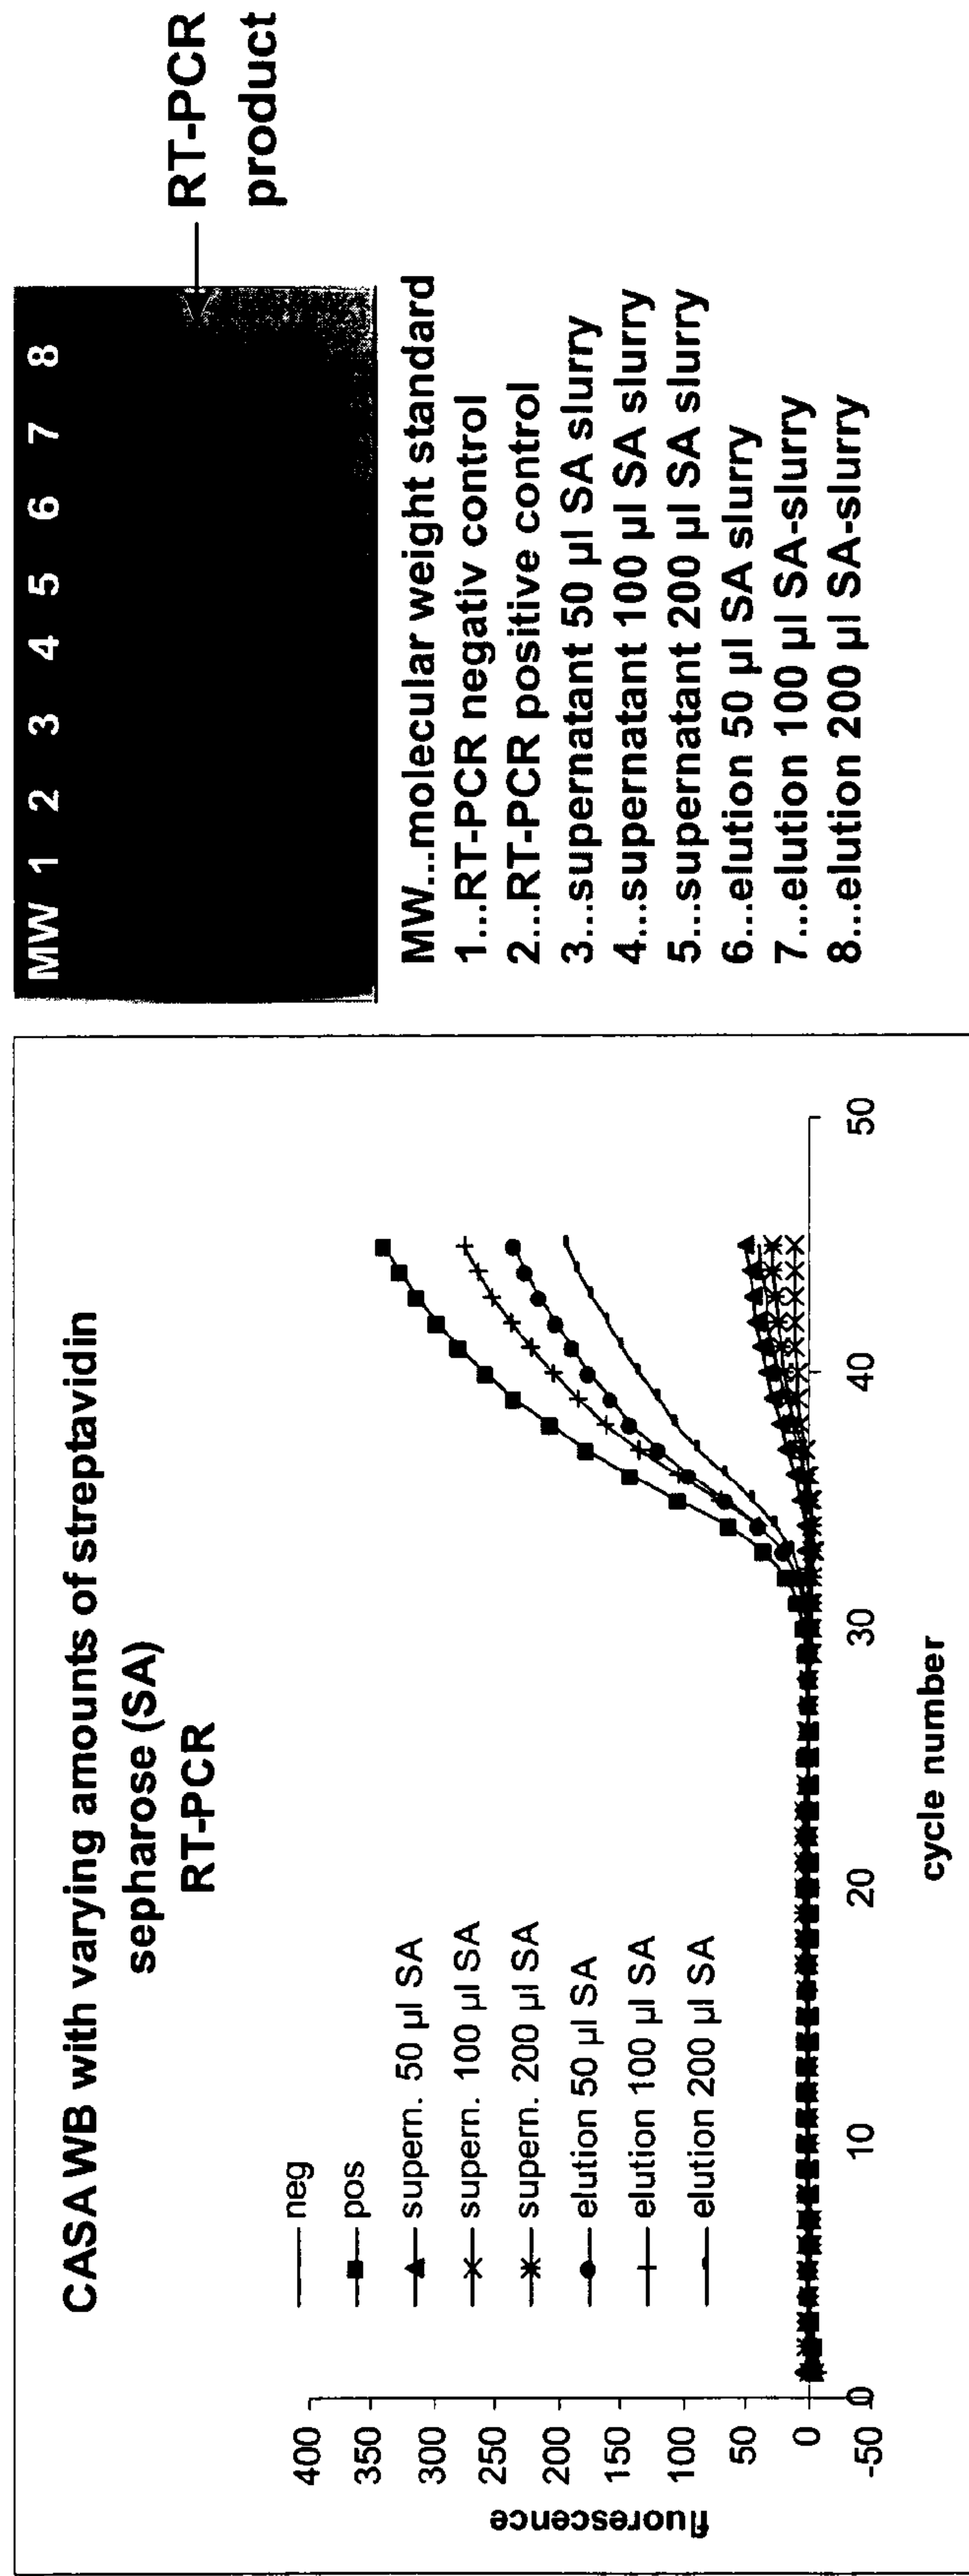 CASA WB with varying amounts of streptavidin
sepharose (SA)
RT-PCR
neg
pos
supern. 50 µl SA
supern. 100 µl SA
supern. 200 µl SA
elution 50 µl SA
elution 100 µl SA
elution 200 µl SA
400
350
300
250
200
150
100
50
0
-50
fluorescence
0
10
20
30
40
50
cycle number
MW 1 2 3 4 5 6 7 8
RT-PCR
product
MW...molecular weight standard
1...RT-PCR negativ control
2...RT-PCR positive control
3...supernatant 50 µl SA slurry
4...supernatant 100 µl SA slurry
5...supernatant 200 µl SA slurry
6...elution 50 µl SA slurry
7...elution 100 µl SA-slurry
8...elution 200 µl SA-slurry